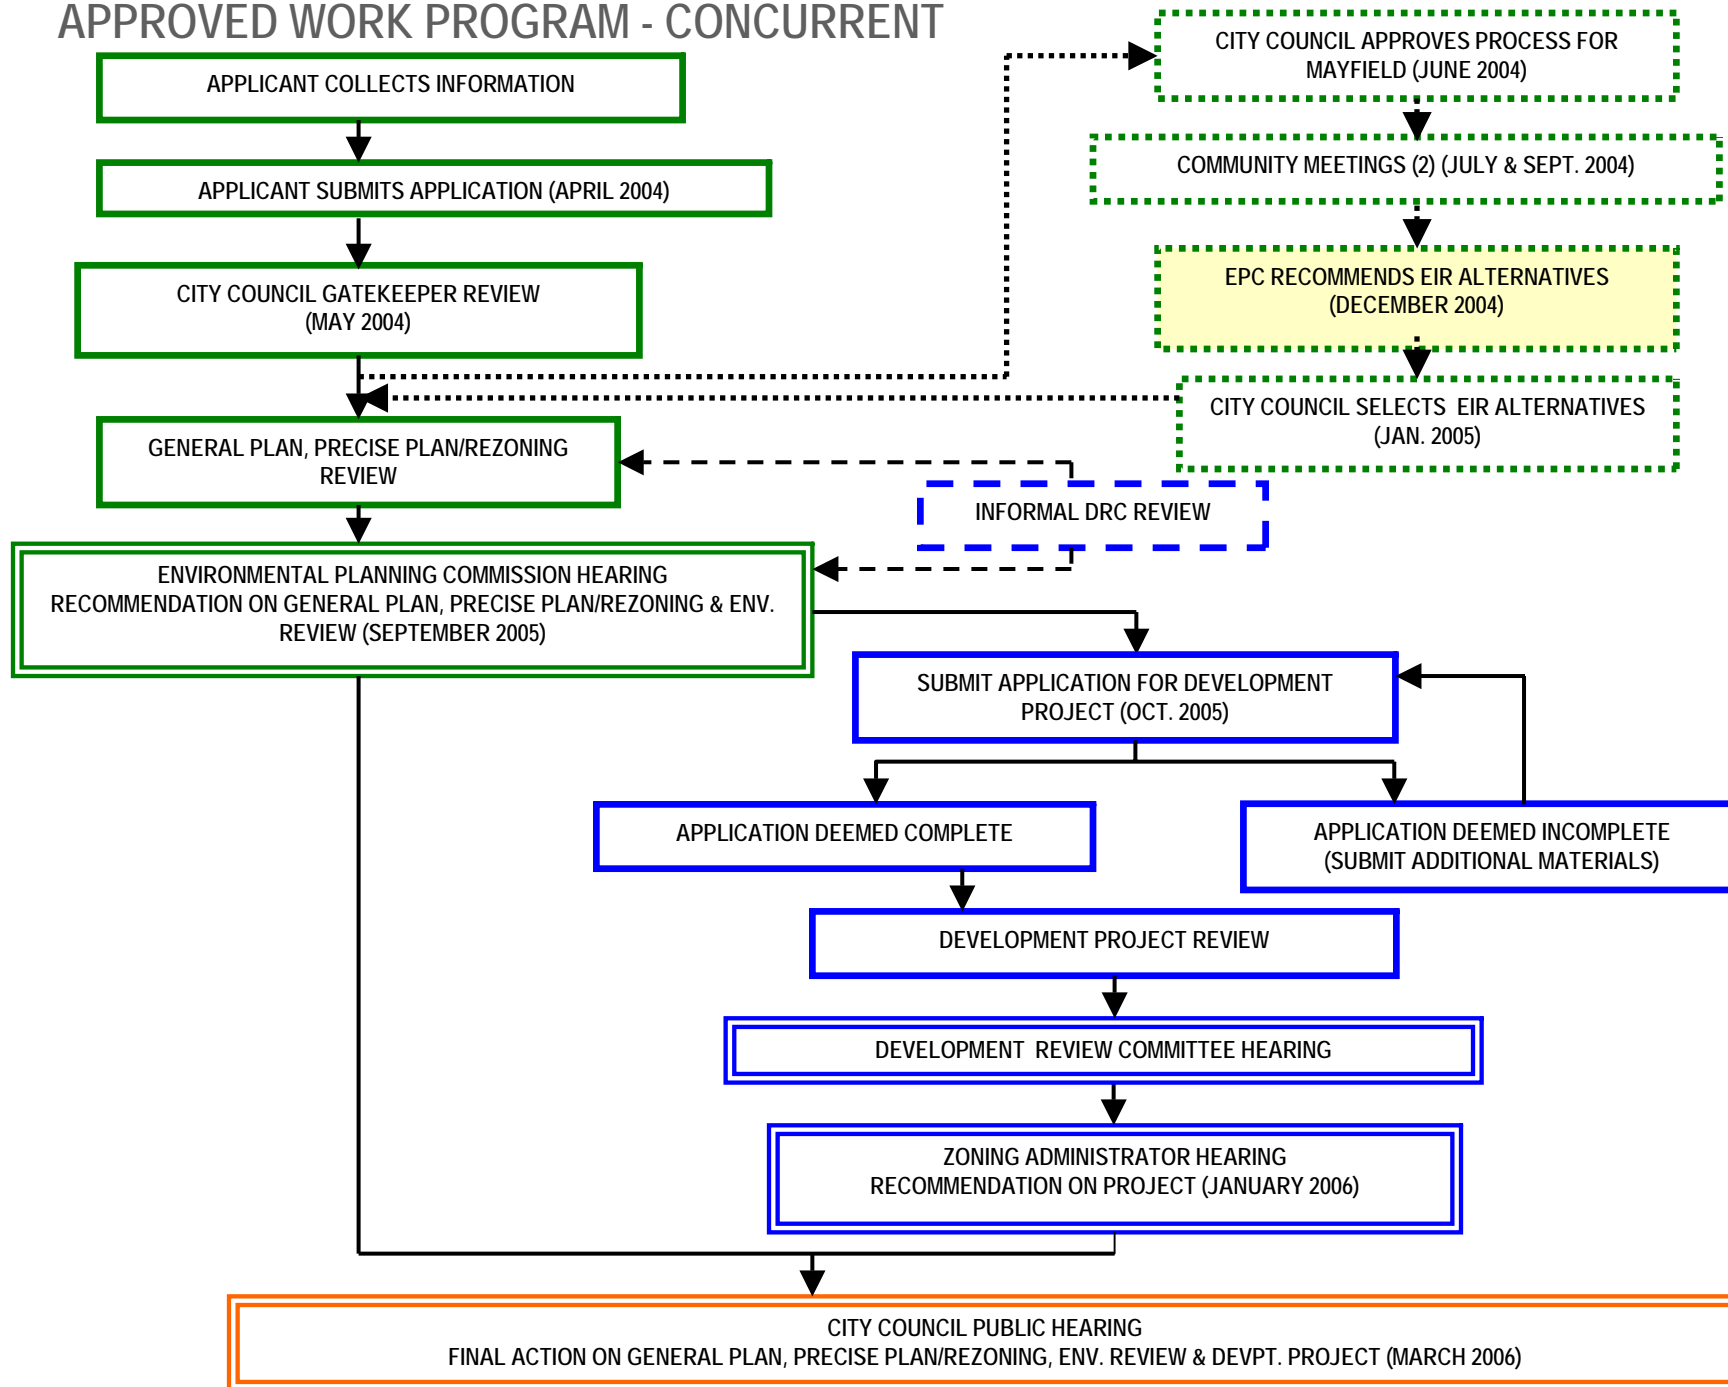 APPROVED WORK PROGRAM - CONCURRENT
APPLICANT COLLECTS INFORMATION
APPLICANT SUBMITS APPLICATION (APRIL 2004)
CITY COUNCIL GATEKEEPER REVIEW
(MAY 2004)
CITY COUNCIL APPROVES PROCESS FOR
MAYFIELD (JUNE 2004)
COMMUNITY MEETINGS (2) (JULY & SEPT. 2004)
EPC RECOMMENDS EIR ALTERNATIVES
(DECEMBER 2004)
CITY COUNCIL SELECTS EIR ALTERNATIVES
(JAN. 2005)
GENERAL PLAN, PRECISE PLAN/REZONING
REVIEW
INFORMAL DRC REVIEW
ENVIRONMENTAL PLANNING COMMISSION HEARING
RECOMMENDATION ON GENERAL PLAN, PRECISE PLAN/REZONING & ENV.
REVIEW (SEPTEMBER 2005)
SUBMIT APPLICATION FOR DEVELOPMENT
PROJECT (OCT. 2005)
APPLICATION DEEMED COMPLETE
APPLICATION DEEMED INCOMPLETE
(SUBMIT ADDITIONAL MATERIALS)
DEVELOPMENT PROJECT REVIEW
DEVELOPMENT REVIEW COMMITTEE HEARING
ZONING ADMINISTRATOR HEARING
RECOMMENDATION ON PROJECT (JANUARY 2006)
CITY COUNCIL PUBLIC HEARING
FINAL ACTION ON GENERAL PLAN, PRECISE PLAN/REZONING, ENV. REVIEW & DEVPT. PROJECT (MARCH 2006)